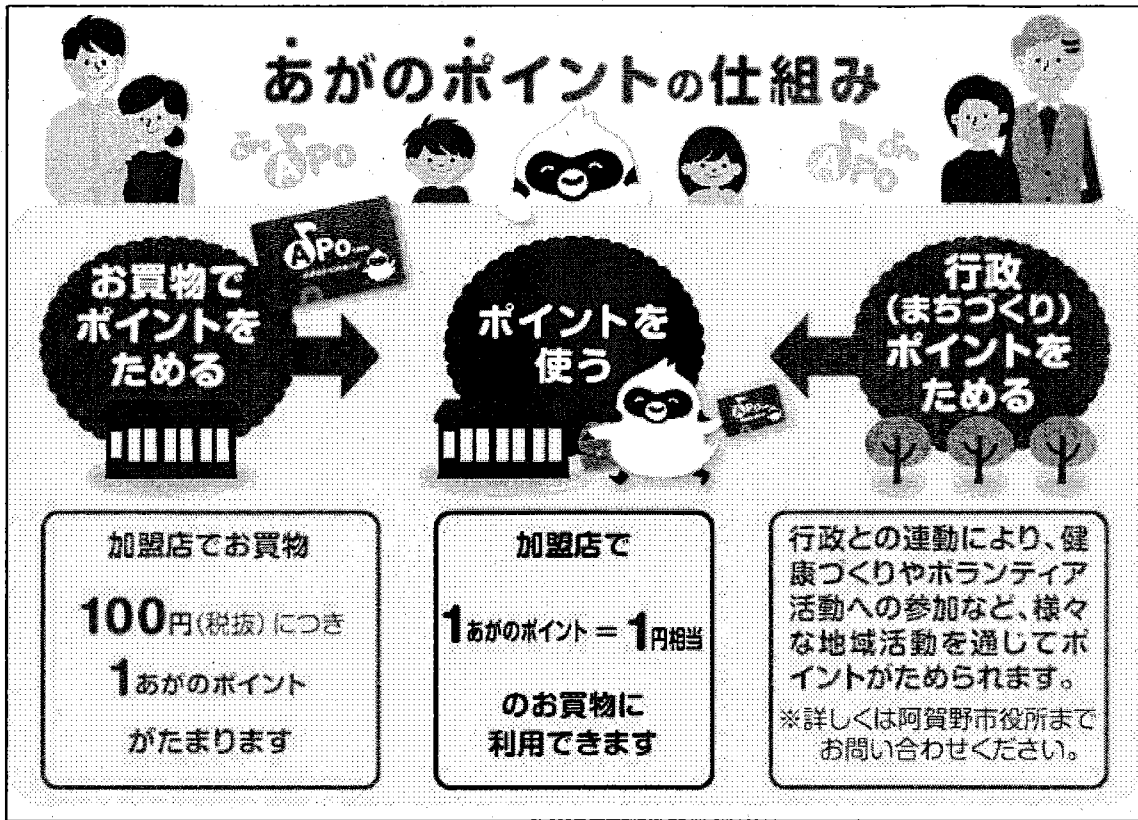 あがのポイントの仕組み
APo
APo
APo
お買物で
ポイントを
ためる
ポイントを
使う
行政
(まちづくり)
ポイントを
ためる
加盟店でお買物
100円(税抜)につき
1あがのポイント
がたまります
加盟店で
1あがのポイント＝1円相当
のお買物に
利用できます
行政との連動により、健
康づくりやボランティア
活動への参加など、様々
な地域活動を通じてポ
イントがためられます。
※詳しくは阿賀野市役所まで
お問い合わせください。